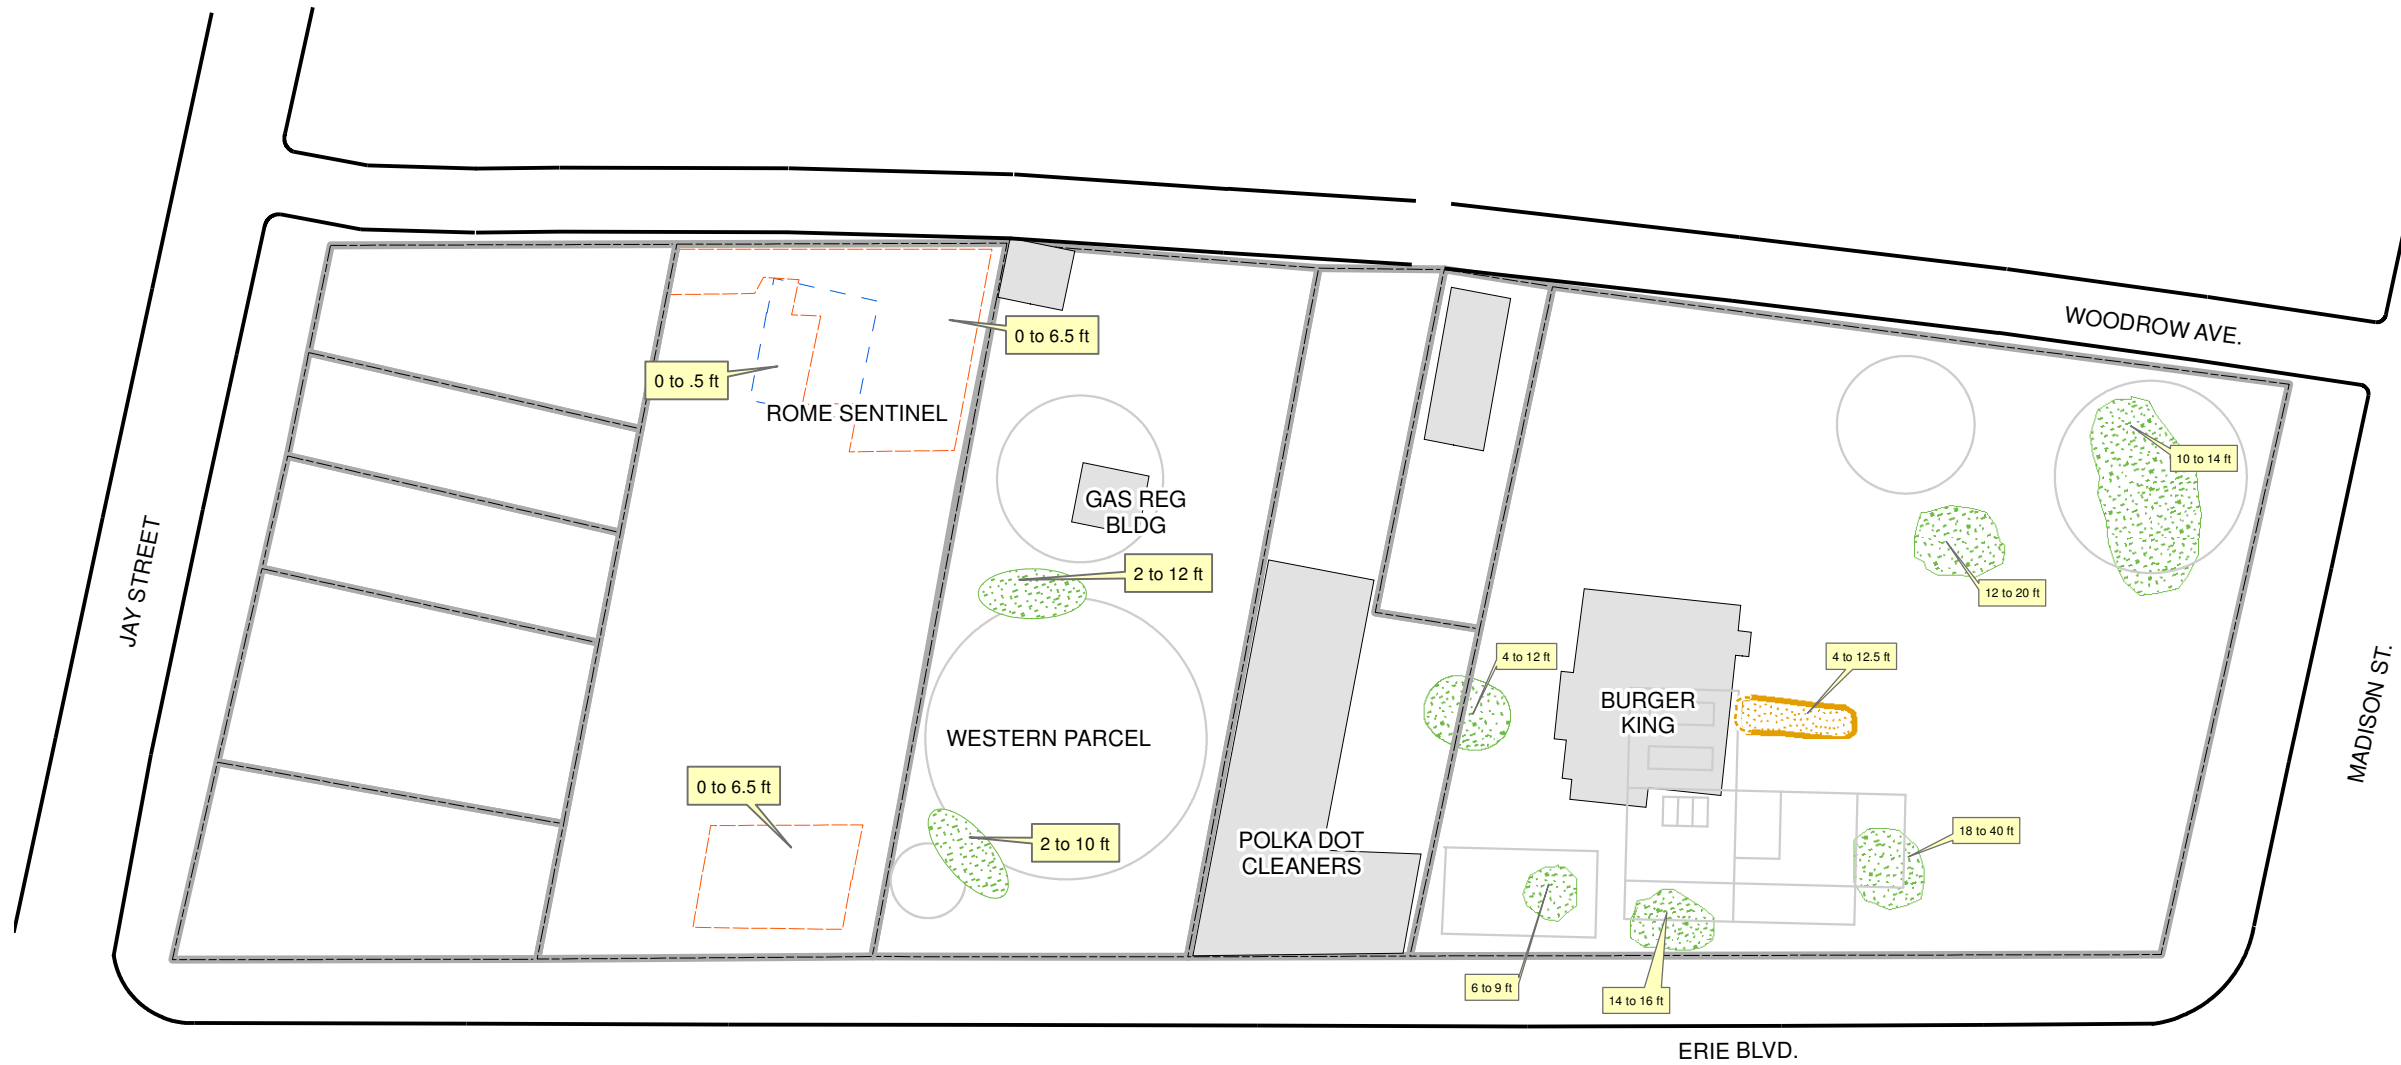 WOODROW AVE.
0 to 6.5 ft
0 to .5 ft
ROME SENTINEL
10 to 14 ft
GAS REG
BLDG
2 to 12 ft
12 to 20 ft
JAY STREET
4 to 12 ft
4 to 12.5 ft
BURGER
KING
MADISON ST.
WESTERN PARCEL
0 to 6.5 ft
2 to 10 ft
POLKA DOT
CLEANERS
18 to 40 ft
6 to 9 ft
14 to 16 ft
ERIE BLVD.